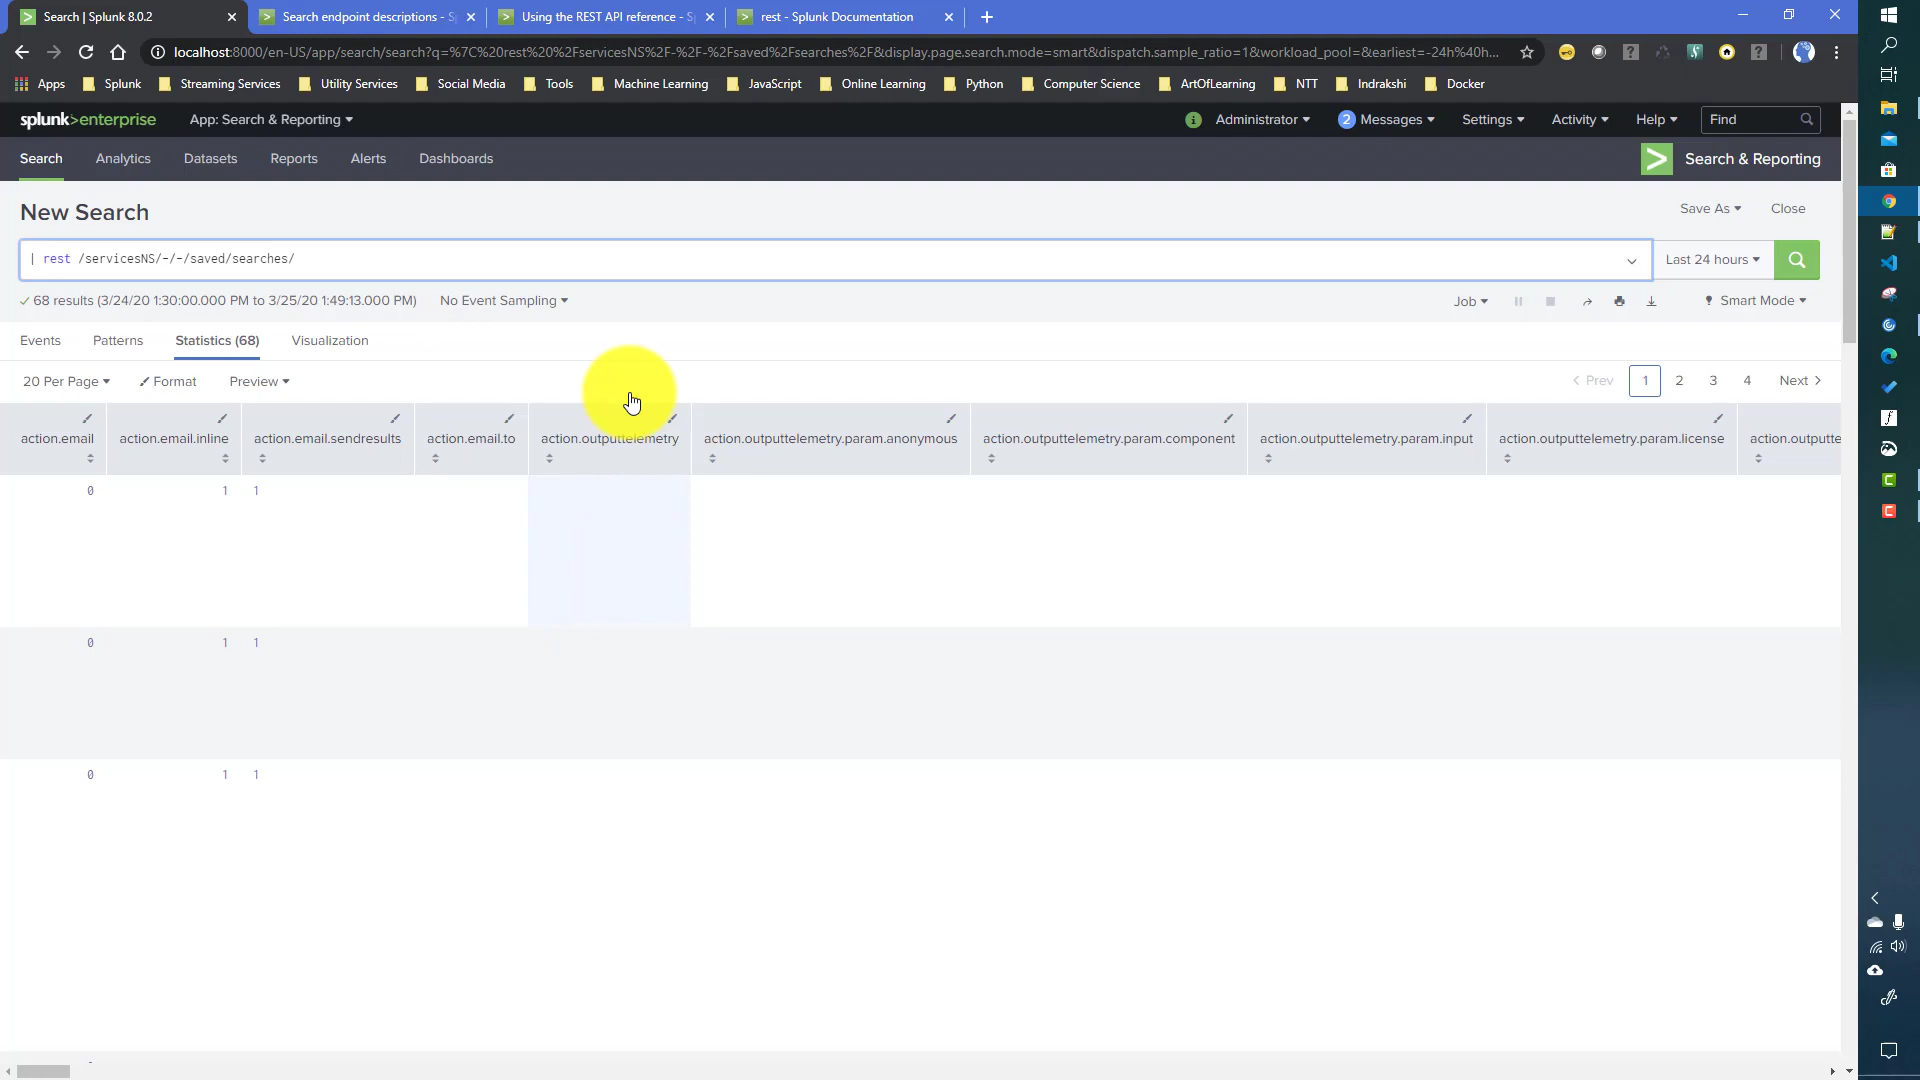 Search | Splunk 8.0.2
Search endpoint descriptions - S
Using the REST API reference - S
rest - Splunk Documentation
localhost:8000/en-US/app/search/search?q=%7C%20rest%20%2FservicesNS%2F-%2F-%2Fsaved%2Fsearches%2F&display.page.search.mode=smart&dispatch.sample_ratio=1&workload_pool=&earliest=-24h%40h...
Apps
Splunk
Streaming Services
Utility Services
Social Media
Tools
Machine Learning
JavaScript
Online Learning
Python
Computer Science
ArtOfLearning
NTT
Indrakshi
Docker
splunk>enterprise
App: Search & Reporting
i
Administrator
2
Messages
Settings
Activity
Help
Find
Search
Analytics
Datasets
Reports
Alerts
Dashboards
Search & Reporting
New Search
Save As
Close
| rest /servicesNS/-/-/saved/searches/
Last 24 hours
68 results (3/24/20 1:30:00.000 PM to 3/25/20 1:49:13.000 PM)
No Event Sampling
Job
Smart Mode
Events
Patterns
Statistics (68)
Visualization
20 Per Page
Format
Preview
Prev
1
2
3
4
Next
action.email
action.email.inline
action.email.sendresults
action.email.to
action.outputtelemetry
action.outputtelemetry.param.anonymous
action.outputtelemetry.param.component
action.outputtelemetry.param.input
action.outputtelemetry.param.license
action.outputte
0
1
1
0
1
1
0
1
1